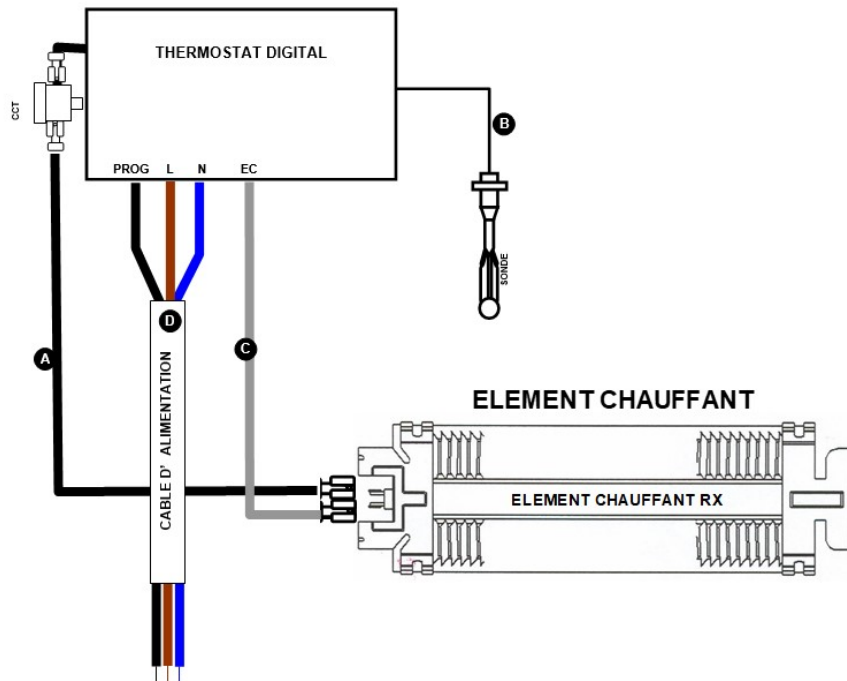 THERMOSTAT DIGITAL
CCT
PROG L N EC
B
SONDE
D
A
C
CABLE D' ALIMENTATION
ELEMENT CHAUFFANT
ELEMENT CHAUFFANT RX